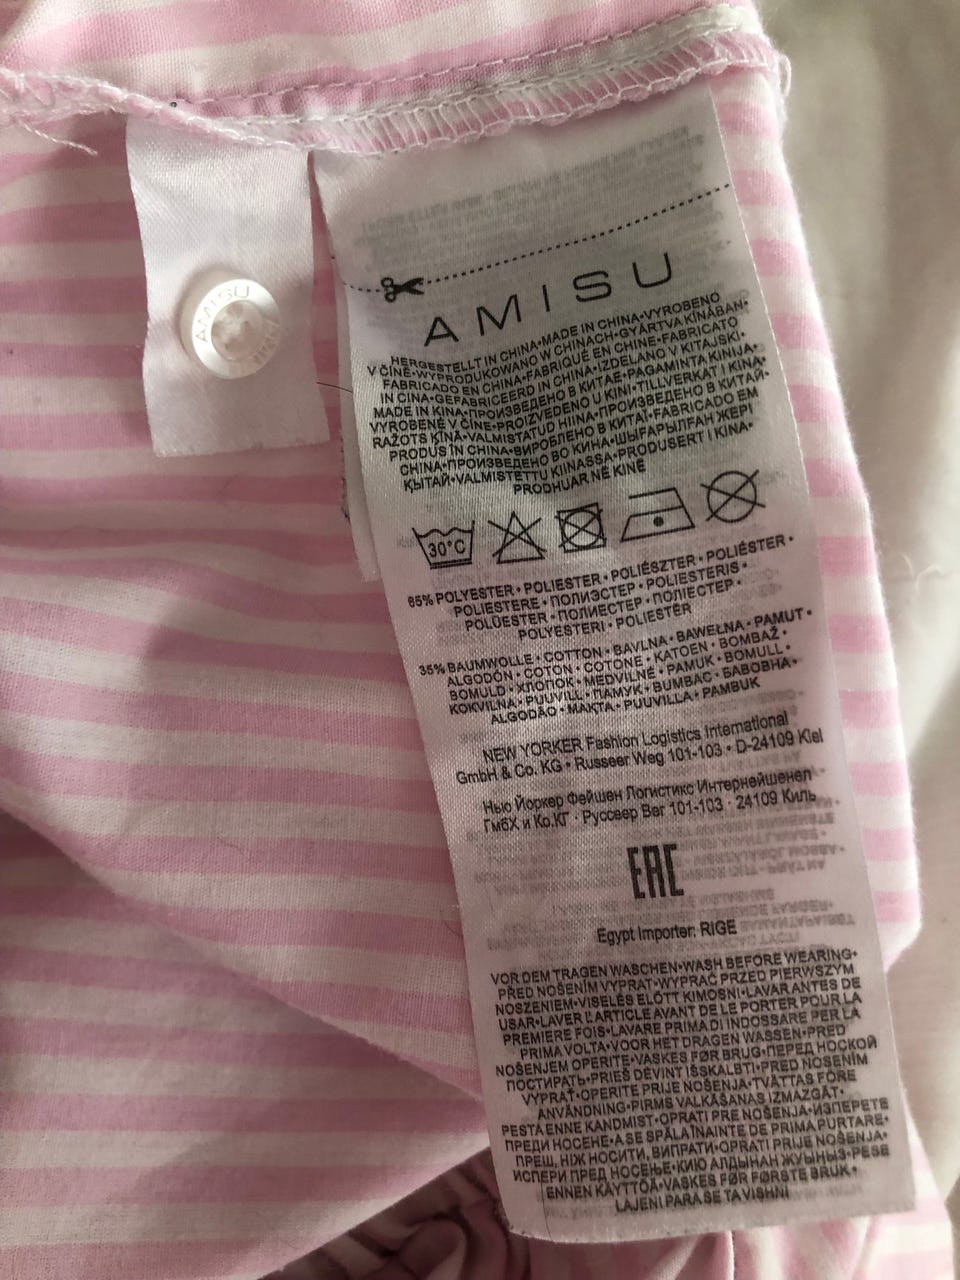 AMISU
AMISU
HERGESTELLT IN CHINA•MADE IN CHINA•VYROBENO
V ČÍNĚ•WYPRODUKOWANO W CHINACH•GYÁRTVA KÍNÁBAN•
FABRICADO EN CHINA•FABRIQUÉ EN CHINE•FABBRICATO
IN CINA•GEFABRICEERD IN CHINA•IZDELANO V KITAJSKI•
MADE IN KINA•ПРОИЗВЕДЕНО В КИТАЕ•PAGAMINTA KINIJA•
VYROBENÉ V ČÍNE•PROIZVEDENO U KINI•TILLVERKAT I KINA•
RAŽOTS ĶĪNĀ•VALMISTATUD HIINA•ПРОИЗВЕДЕНО В КИТАЙ•
PRODUS ÎN CHINA•ВИРОБЛЕНО В КИТАЇ•FABRICADO EM
CHINA•ПРОИЗВЕДЕНО ВО КИНА•ШЫҒАРЫЛҒАН ЖЕРІ
ҚЫТАЙ•VALMISTETTU KIINASSA•PRODUSERT I KINA•
PRODHUAR NË KINË
30°C
65% POLYESTER • POLIESTER • POLIÉSZTER • POLIÉSTER •
POLIESTERE • ПОЛИЭСТЕР • POLIESTERIS •
POLÜESTER • ПОЛИЕСТЕР • ПОЛІЕСТЕР •
POLYESTERI • POLIESTËR
35% BAUMWOLLE • COTTON • BAVLNA • BAWEŁNA • PAMUT •
ALGODÓN • COTON • COTONE • KATOEN • BOMBAŽ •
BOMULD • ХЛОПОК • MEDVILNĖ • PAMUK • BOMULL •
KOKVILNA • PUUVILL • ПАМУК • BUMBAC • БАВОВНА •
ALGODÃO • МАҚТА • PUUVILLA • PAMBUK
NEW YORKER Fashion Logistics International
GmbH & Co. KG • Russeer Weg 101-103 • D-24109 Kiel
Нью Йоркер Фейшен Логистикс Интернейшенел
ГмбХ и Ко.КГ · Руссеер Вег 101-103 · 24109 Киль
EAC
Egypt Importer: RIGE
VOR DEM TRAGEN WASCHEN•WASH BEFORE WEARING•
PŘED NOŠENÍM VYPRAT•WYPRAĆ PRZED PIERWSZYM
NOSZENIEM•VISELÉS ELŐTT KIMOSNI•LAVAR ANTES DE
USAR•LAVER L'ARTICLE AVANT DE LE PORTER POUR LA
PREMIERE FOIS•LAVARE PRIMA DI INDOSSARE PER LA
PRIMA VOLTA•VOOR HET DRAGEN WASSEN•PRED
NOŠENJEM OPERITE•VASKES FØR BRUG•ПЕРЕД НОСКОЙ
ПОСТИРАТЬ•PRIEŠ DĖVINT IŠSKALBTI•PRED NOSENÍM
VYPRAŤ•OPERITE PRIJE NOŠENJA•TVÄTTAS FÖRE
ANVÄNDNING•PIRMS VALKĀŠANAS IZMAZGĀT•
PESTA ENNE KANDMIST•OPRATI PRE NOŠENJA•ИЗПЕРЕТЕ
ПРЕДИ НОСЕНЕ•A SE SPĂLA ÎNAINTE DE PRIMA PURTARE•
ПРЕШ, НІЖ НОСИТИ, ВИПРАТИ•OPRATI PRIJE NOŠENJA•
ИСПЕРИ ПРЕД НОСЕЊЕ•КИЮ АЛДЫНАН ЖУЫҢЫЗ•PESE
ENNEN KÄYTTÖÄ•VASKES FØR FØRSTE BRUK•
LAJENI PARA SE TA VISHNI